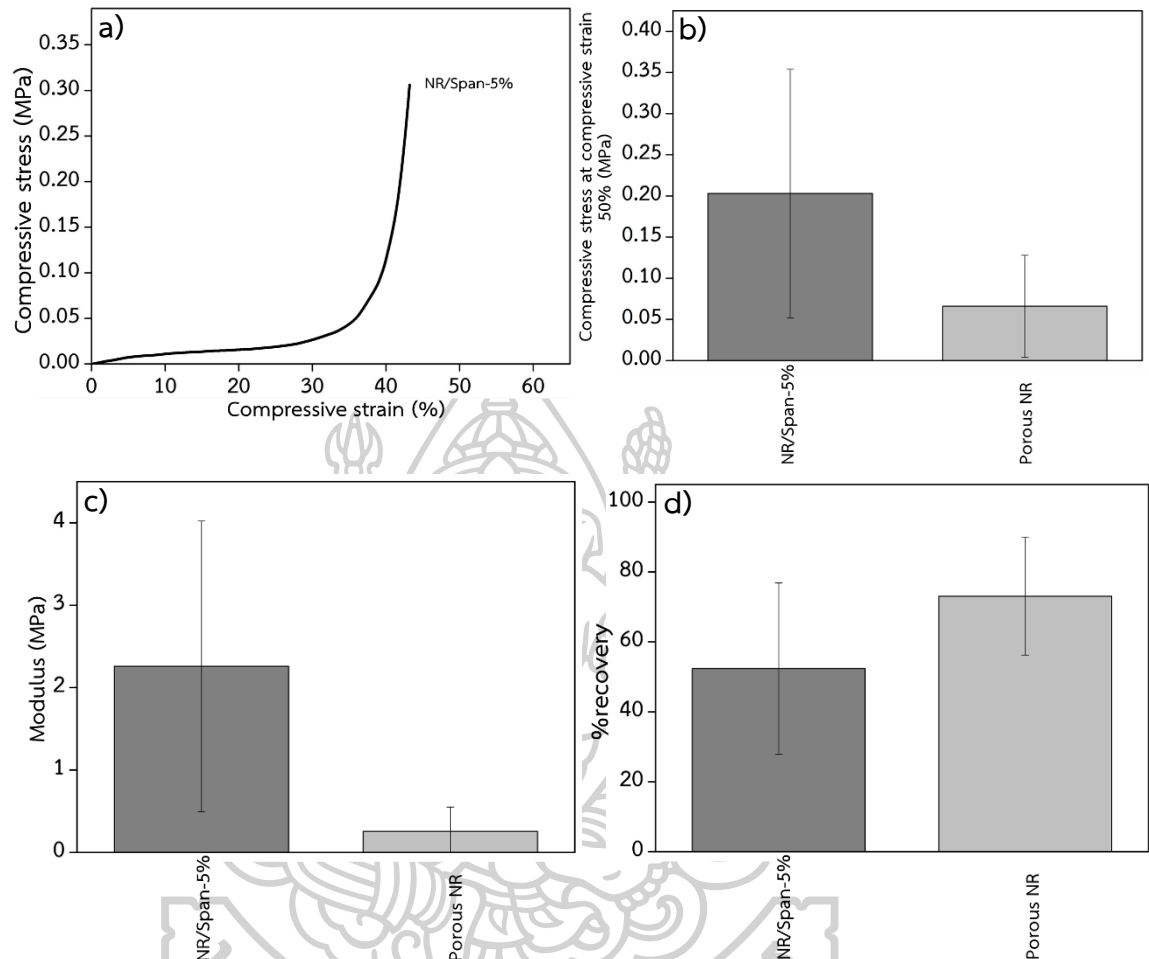 a)
Compressive stress (MPa)
0.35
0.30
0.25
0.20
0.15
0.10
0.05
0.00
NR/Span-5%
0 10 20 30 40 50 60
Compressive strain (%)
b)
Compressive stress at compressive strain
50% (MPa)
0.40
0.35
0.30
0.25
0.20
0.15
0.10
0.05
0.00
NR/Span-5%
Porous NR
c)
Modulus (MPa)
4
3
2
1
0
NR/Span-5%
Porous NR
d)
%recovery
100
80
60
40
20
0
NR/Span-5%
Porous NR